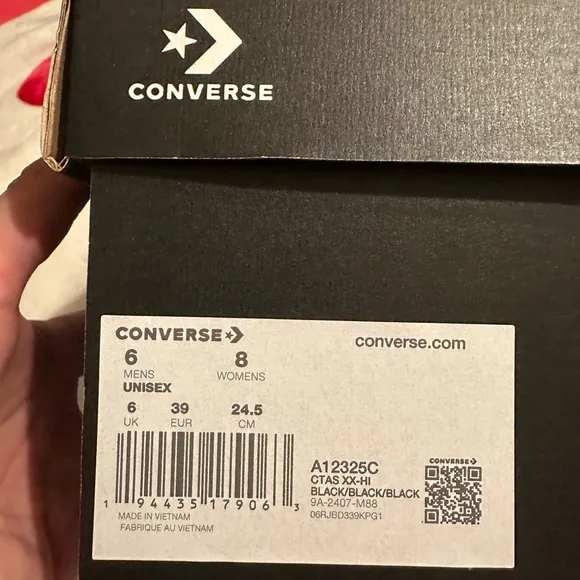 CONVERSE
CONVERSE
converse.com
6 8
MENS WOMENS
UNISEX
6 39 24.5
UK EUR CM
1 94435 17906 3
MADE IN VIETNAM
FABRIQUE AU VIETNAM
A12325C
CTAS XX-HI
BLACK/BLACK/BLACK
9A-2407-M88
06RJBD339KPG1
CONVERSE